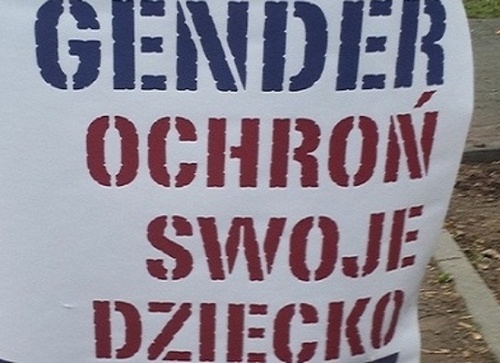 GENDER
OCHROŃ
SWOJE
DZIECKO